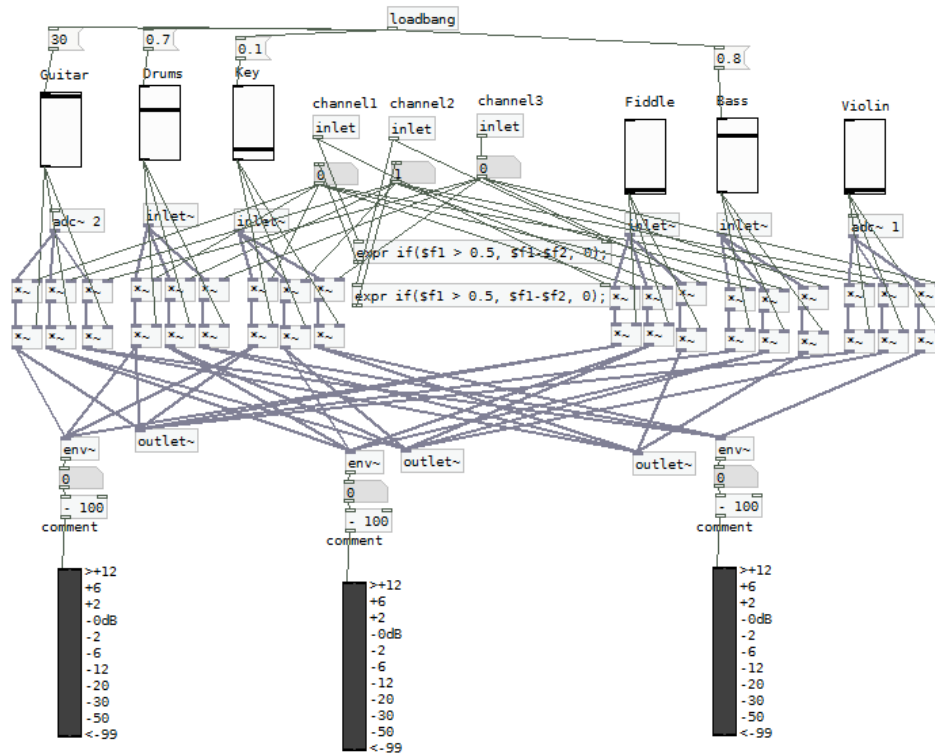 loadbang
30
0.7
0.1
0.8
Guitar
Drums
Key
channel1
channel2
channel3
Fiddle
Bass
Violin
inlet
inlet
inlet
0
1
0
adc~ 2
inlet~
inlet~
inlet~
inlet~
adc~ 1
expr if($f1 > 0.5, $f1-$f2, 0);
expr if($f1 > 0.5, $f1-$f2, 0);
*~ *~ *~ *~ *~ *~ *~ *~ *~ *~ *~ *~ *~ *~ *~ *~ *~ *~
*~ *~ *~ *~ *~ *~ *~ *~ *~ *~ *~ *~ *~ *~ *~ *~ *~ *~
env~
outlet~
env~
outlet~
outlet~
env~
0
0
0
- 100
- 100
- 100
comment
comment
comment
>+12
+6
+2
-0dB
-2
-6
-12
-20
-30
-50
<-99
>+12
+6
+2
-0dB
-2
-6
-12
-20
-30
-50
<-99
>+12
+6
+2
-0dB
-2
-6
-12
-20
-30
-50
<-99